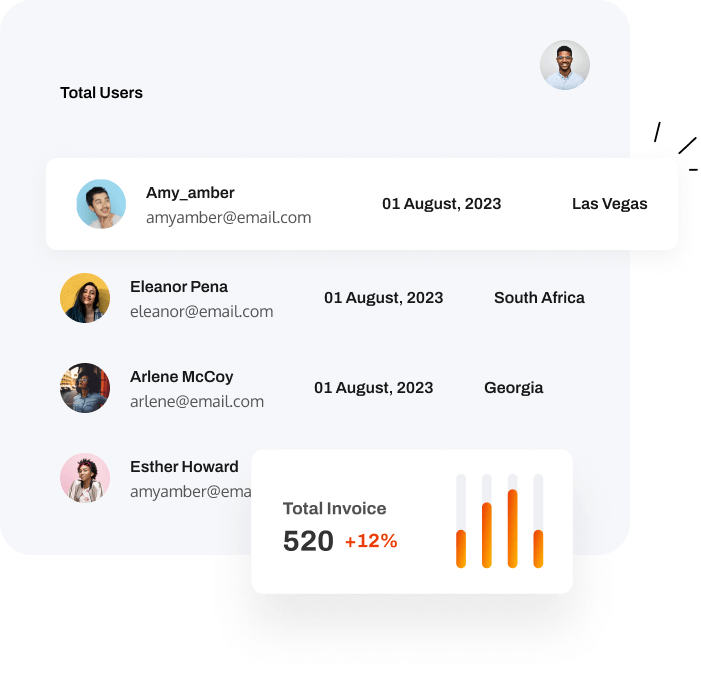 Total Users
Amy_amber
amyamber@email.com
01 August, 2023
Las Vegas
Eleanor Pena
eleanor@email.com
01 August, 2023
South Africa
Arlene McCoy
arlene@email.com
01 August, 2023
Georgia
Esther Howard
amyamber@ema
Total Invoice
520 +12%